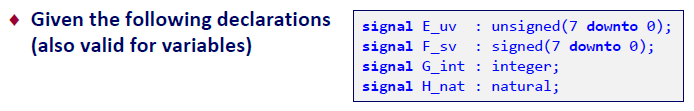 ♦ Given the following declarations
(also valid for variables)
signal E_uv : unsigned(7 downto 0);
signal F_sv : signed(7 downto 0);
signal G_int : integer;
signal H_nat : natural;